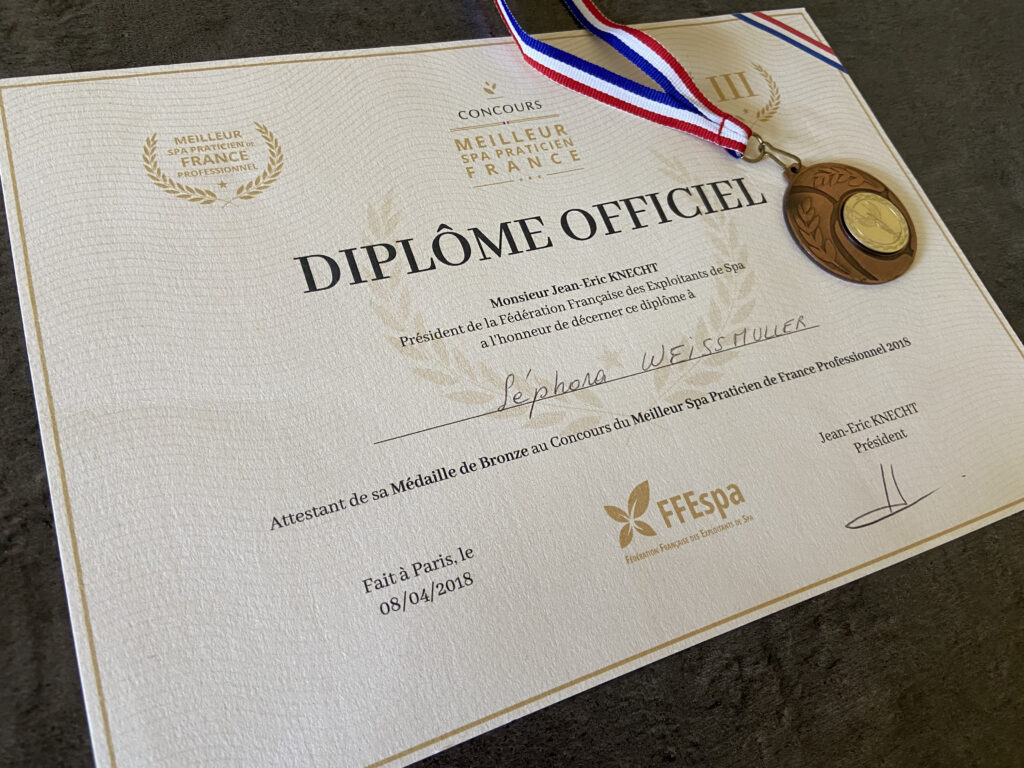 MEILLEUR
SPA PRATICIEN DE
FRANCE
PROFESSIONNEL
CONCOURS
MEILLEUR
SPA PRATICIEN
FRANCE
III
DIPLÔME OFFICIEL
Monsieur Jean-Eric KNECHT
Président de la Fédération Française des Exploitants de Spa
a l'honneur de décerner ce diplôme à
Séphora WEISSMULLER
Attestant de sa Médaille de Bronze au Concours du Meilleur Spa Praticien de France Professionnel 2018
Fait à Paris, le
08/04/2018
FFEspa
FÉDÉRATION FRANÇAISE DES EXPLOITANTS DE SPA
Jean-Eric KNECHT
Président